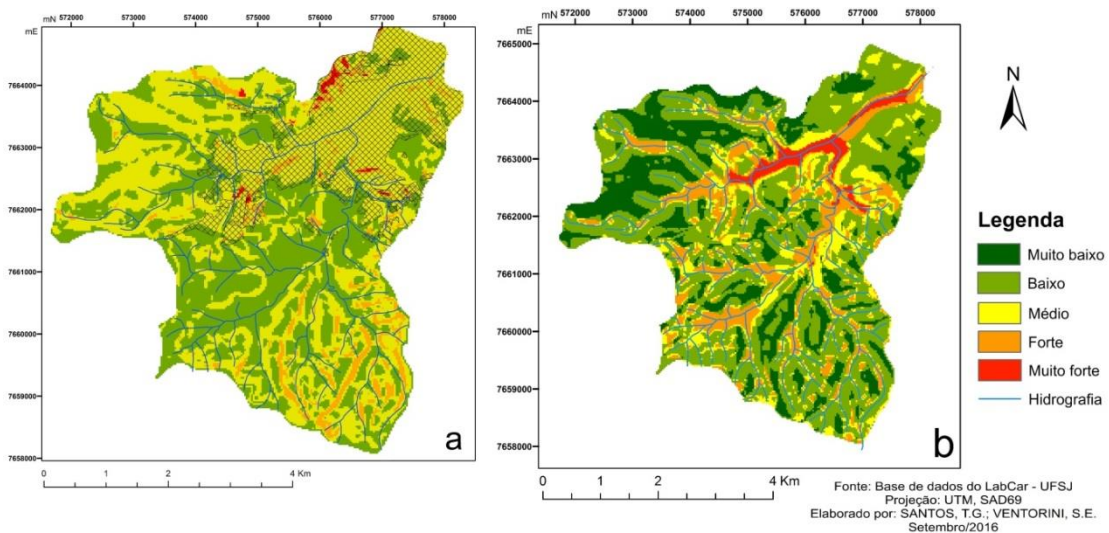 mN 572000 573000 574000 575000 576000 577000 578000
mE
7664000
7663000
7662000
7661000
7660000
7659000
7658000
a
0 1 2 4 Km
mN 572000 573000 574000 575000 576000 577000 578000
mE
7665000
7664000
7663000
7662000
7661000
7660000
7659000
7658000
b
0 1 2 4 Km
N
Legenda
Muito baixo
Baixo
Médio
Forte
Muito forte
Hidrografia
Fonte: Base de dados do LabCar - UFSJ
Projeção: UTM, SAD69
Elaborado por: SANTOS, T.G.; VENTORINI, S.E.
Setembro/2016